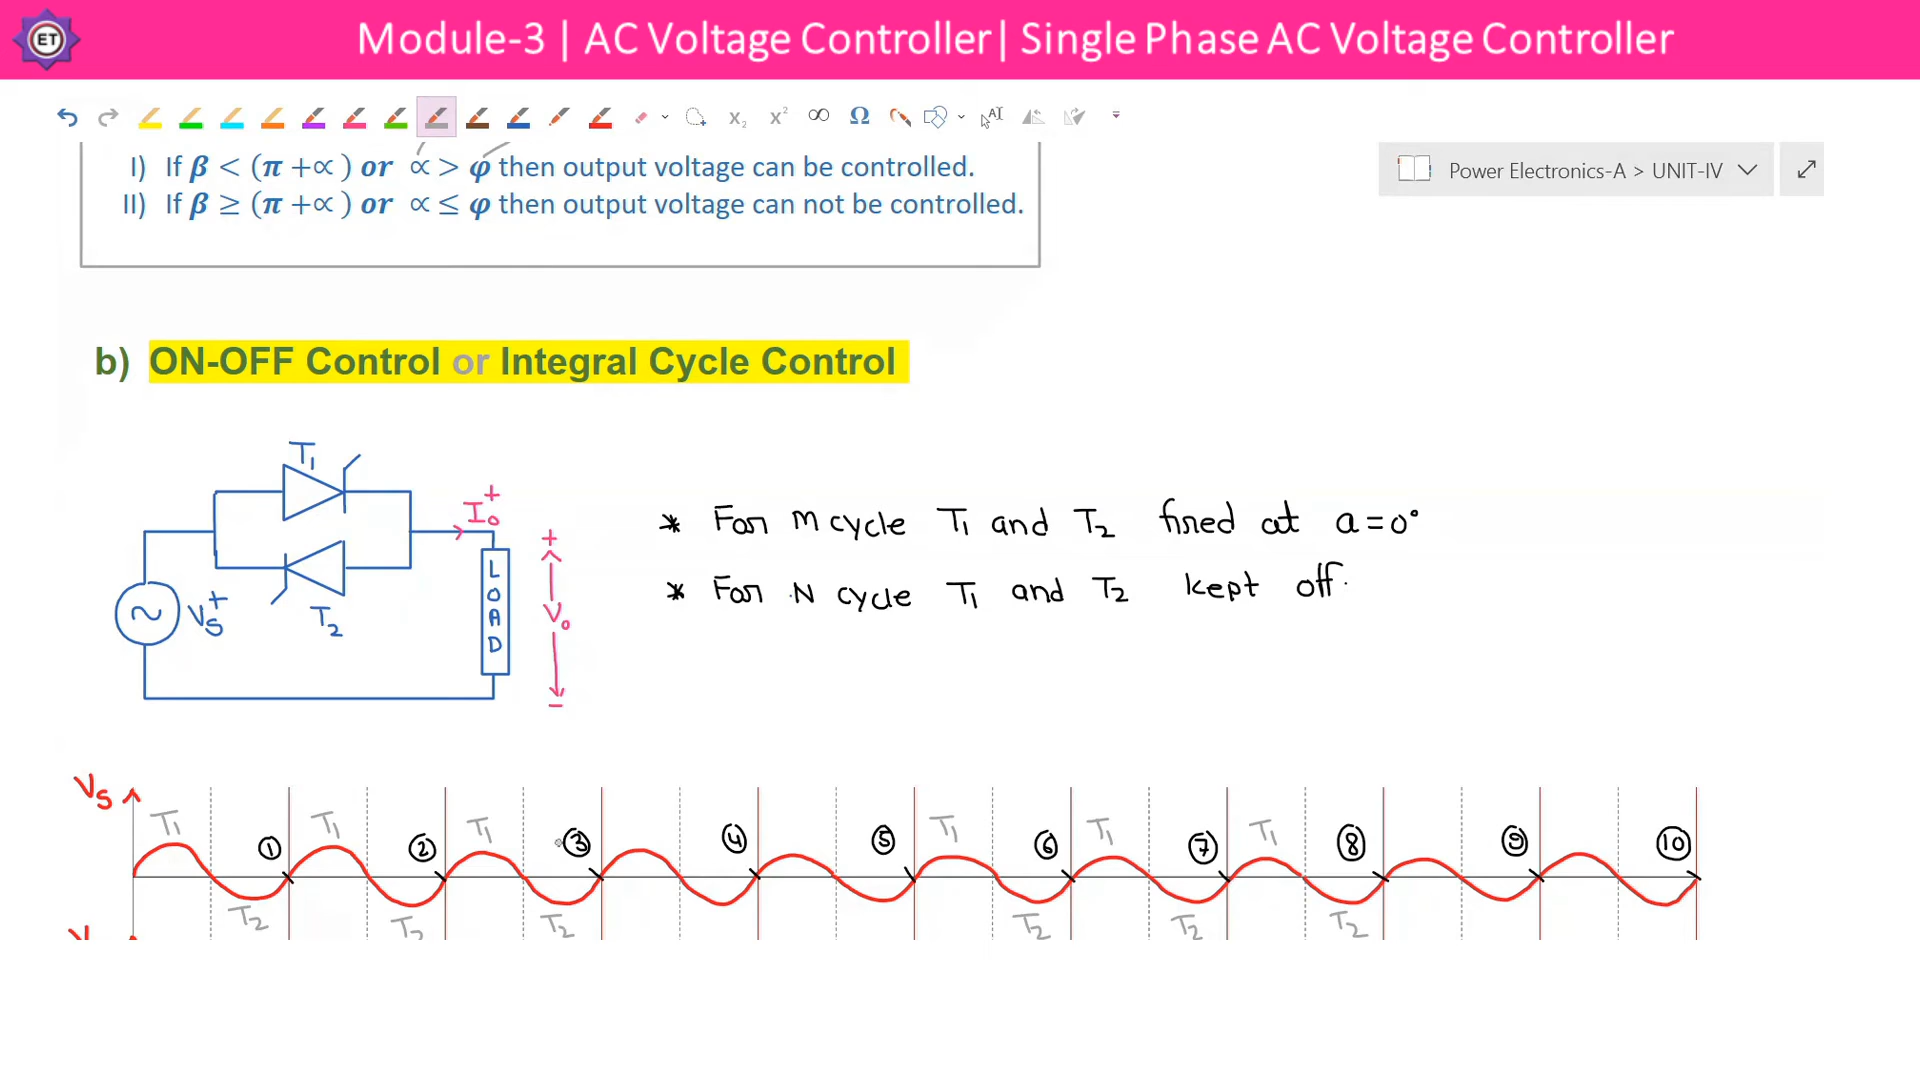 ET
Module-3 | AC Voltage Controller| Single Phase AC Voltage Controller
I) If β < (π +∝ ) or ∝ > φ then output voltage can be controlled.
II) If β ≥ (π +∝ ) or ∝ ≤ φ then output voltage can not be controlled.
Power Electronics-A > UNIT-IV
b) ON-OFF Control or Integral Cycle Control
T1
I0 +
+
L
O
A
D
V0
-
VS +
T2
* For M cycle T1 and T2 fired at a = 0°
* For N cycle T1 and T2 kept off.
VS
T1 T1 T1 T1 T1 T1
1 2 3 4 5 6 7 8 9 10
T2 T2 T2 T2 T2 T2